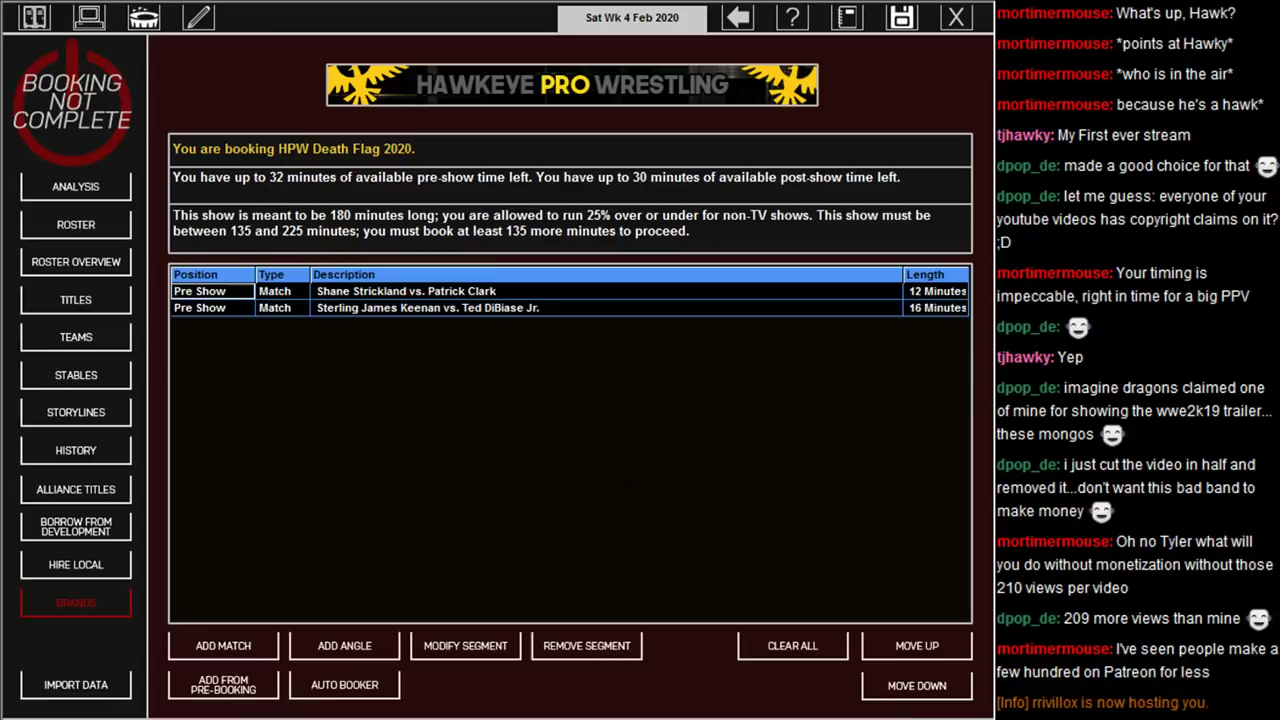 Sat Wk 4 Feb 2020
?
X
BOOKING
NOT
COMPLETE
ANALYSIS
ROSTER
ROSTER OVERVIEW
TITLES
TEAMS
STABLES
STORYLINES
HISTORY
ALLIANCE TITLES
BORROW FROM
DEVELOPMENT
HIRE LOCAL
BRANDS
IMPORT DATA
HAWKEYE PRO WRESTLING
You are booking HPW Death Flag 2020.
You have up to 32 minutes of available pre-show time left. You have up to 30 minutes of available post-show time left.
This show is meant to be 180 minutes long; you are allowed to run 25% over or under for non-TV shows. This show must be
between 135 and 225 minutes; you must book at least 135 more minutes to proceed.
Position Type Description Length
Pre Show Match Shane Strickland vs. Patrick Clark 12 Minutes
Pre Show Match Sterling James Keenan vs. Ted DiBiase Jr. 16 Minutes
ADD MATCH ADD ANGLE MODIFY SEGMENT REMOVE SEGMENT CLEAR ALL MOVE UP
ADD FROM
PRE-BOOKING
AUTO BOOKER
MOVE DOWN
mortimermouse: What's up, Hawk?
mortimermouse: *points at Hawky*
mortimermouse: *who is in the air*
mortimermouse: because he's a hawk*
tjhawky: My First ever stream
dpop_de: made a good choice for that
dpop_de: let me guess: everyone of your
youtube videos has copyright claims on it?
;D
mortimermouse: Your timing is
impeccable, right in time for a big PPV
dpop_de:
tjhawky: Yep
dpop_de: imagine dragons claimed one
of mine for showing the wwe2k19 trailer...
these mongos
dpop_de: i just cut the video in half and
removed it...don't want this bad band to
make money
mortimermouse: Oh no Tyler what will
you do without monetization without those
210 views per video
dpop_de: 209 more views than mine
mortimermouse: I've seen people make a
few hundred on Patreon for less
[Info] rrivillox is now hosting you.